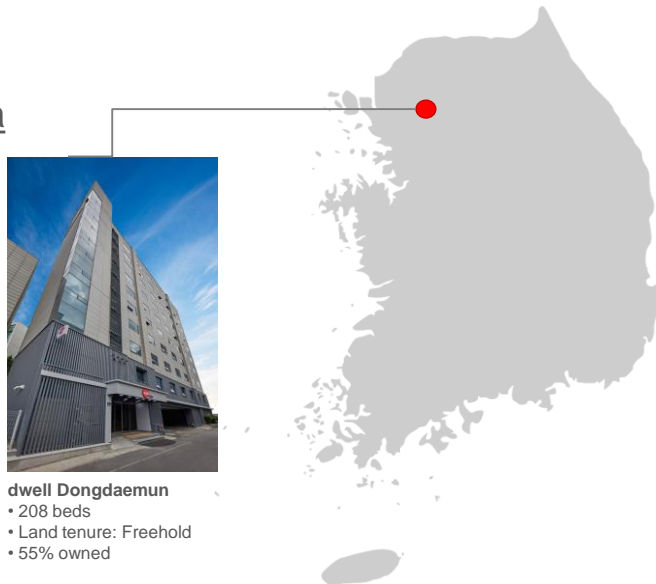 dwell Dongdaemun
• 208 beds
• Land tenure: Freehold
• 55% owned